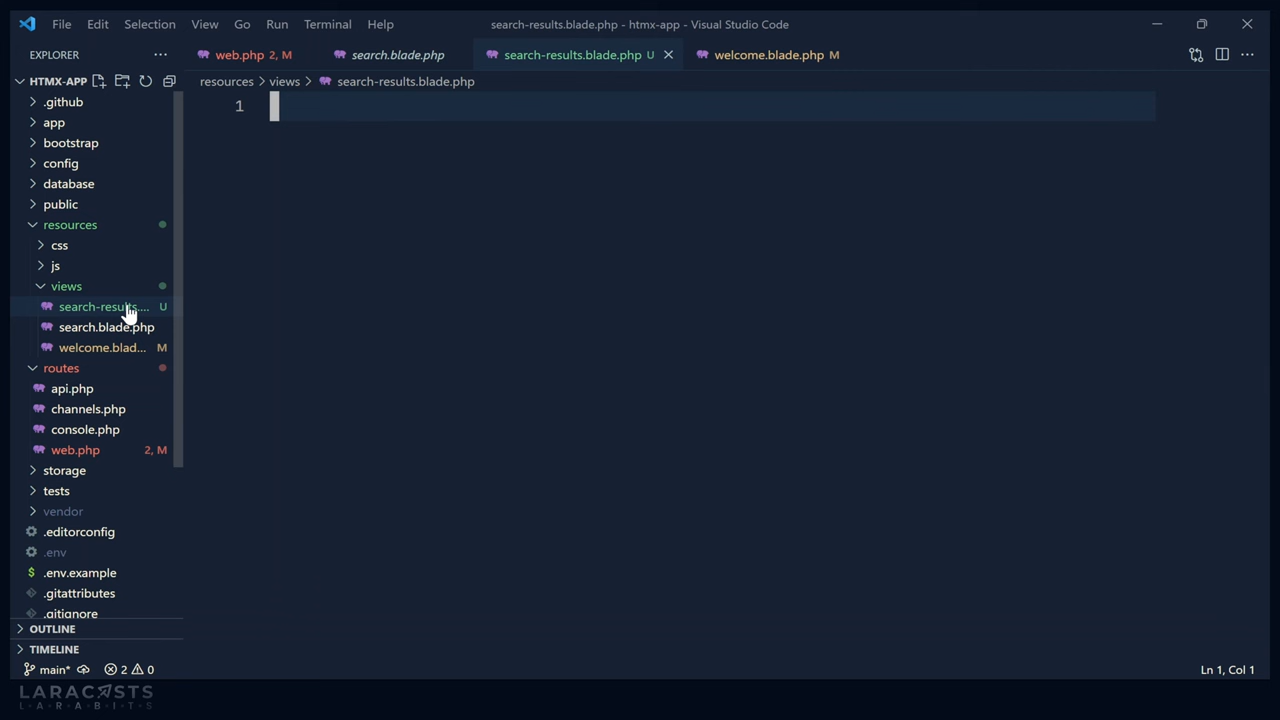 File Edit Selection View Go Run Terminal Help
search-results.blade.php - htmx-app - Visual Studio Code
EXPLORER
web.php 2, M
search.blade.php
search-results.blade.php U
welcome.blade.php M
HTMX-APP
resources > views > search-results.blade.php
1
.github
app
bootstrap
config
database
public
resources
css
js
views
search-results.... U
search.blade.php
welcome.blad... M
routes
api.php
channels.php
console.php
web.php 2, M
storage
tests
vendor
.editorconfig
.env
$ .env.example
.gitattributes
.gitignore
OUTLINE
TIMELINE
main* 2 0
Ln 1, Col 1
LARACASTS
LARABITS